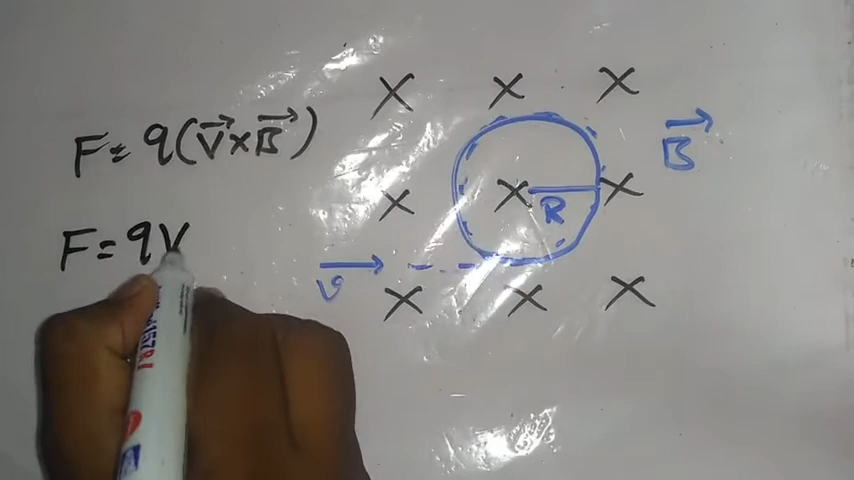 × × ×
F = q(v⃗×B⃗)
B⃗
× × ×
R
F = qv
v
× × ×